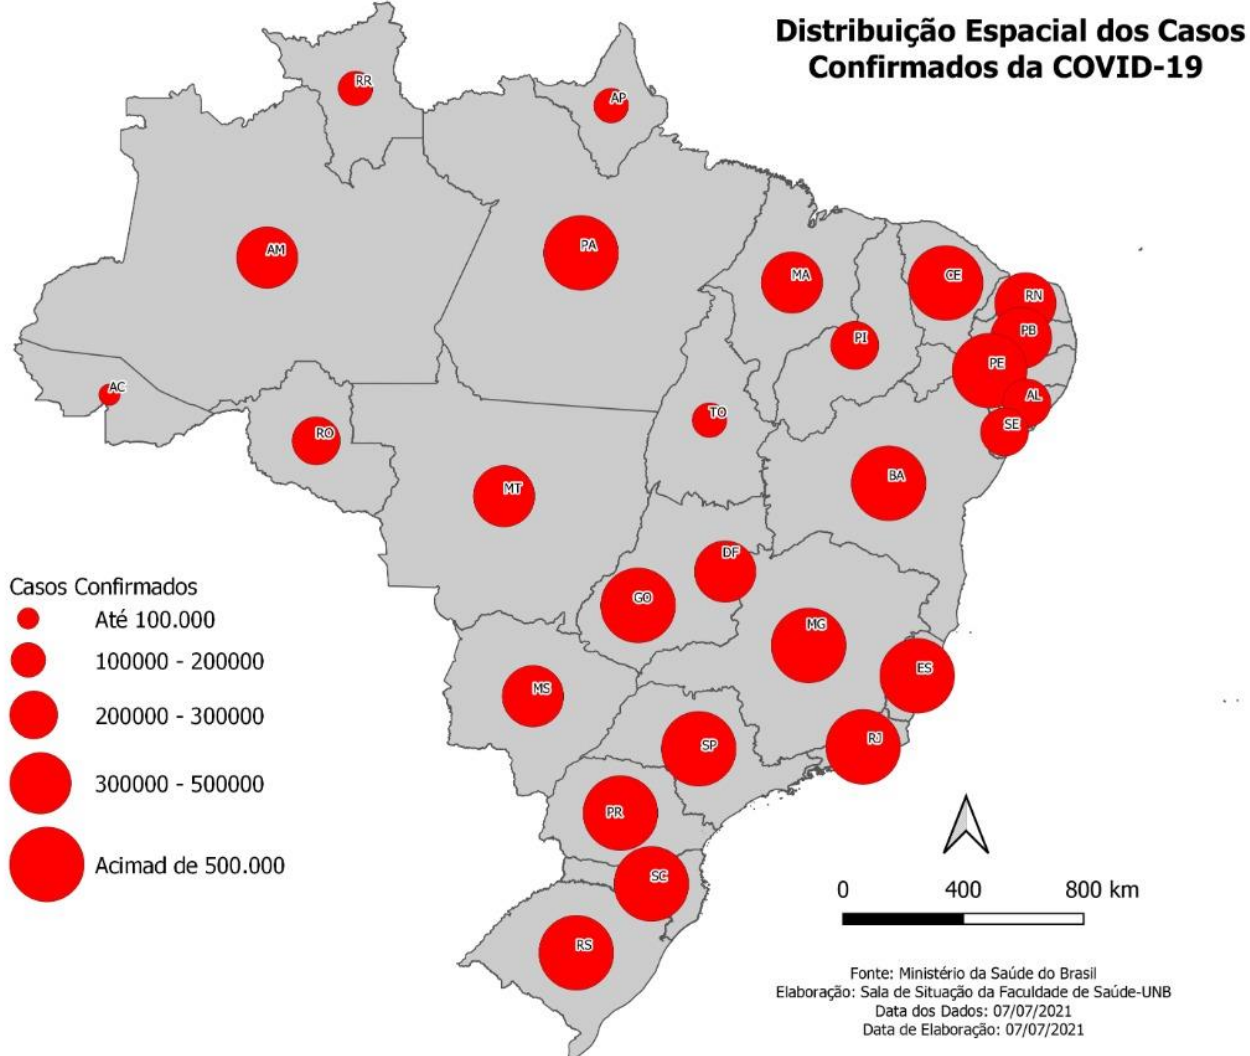 Distribuição Espacial dos Casos
Confirmados da COVID-19
RR
AP
AM
PA
MA
CE
RN
PI
PB
PE
AC
AL
TO
SE
RO
BA
MT
DF
GO
MG
ES
MS
RJ
SP
PR
SC
RS
Casos Confirmados
Até 100.000
100000 - 200000
200000 - 300000
300000 - 500000
Acimad de 500.000
0 400 800 km
Fonte: Ministério da Saúde do Brasil
Elaboração: Sala de Situação da Faculdade de Saúde-UNB
Data dos Dados: 07/07/2021
Data de Elaboração: 07/07/2021